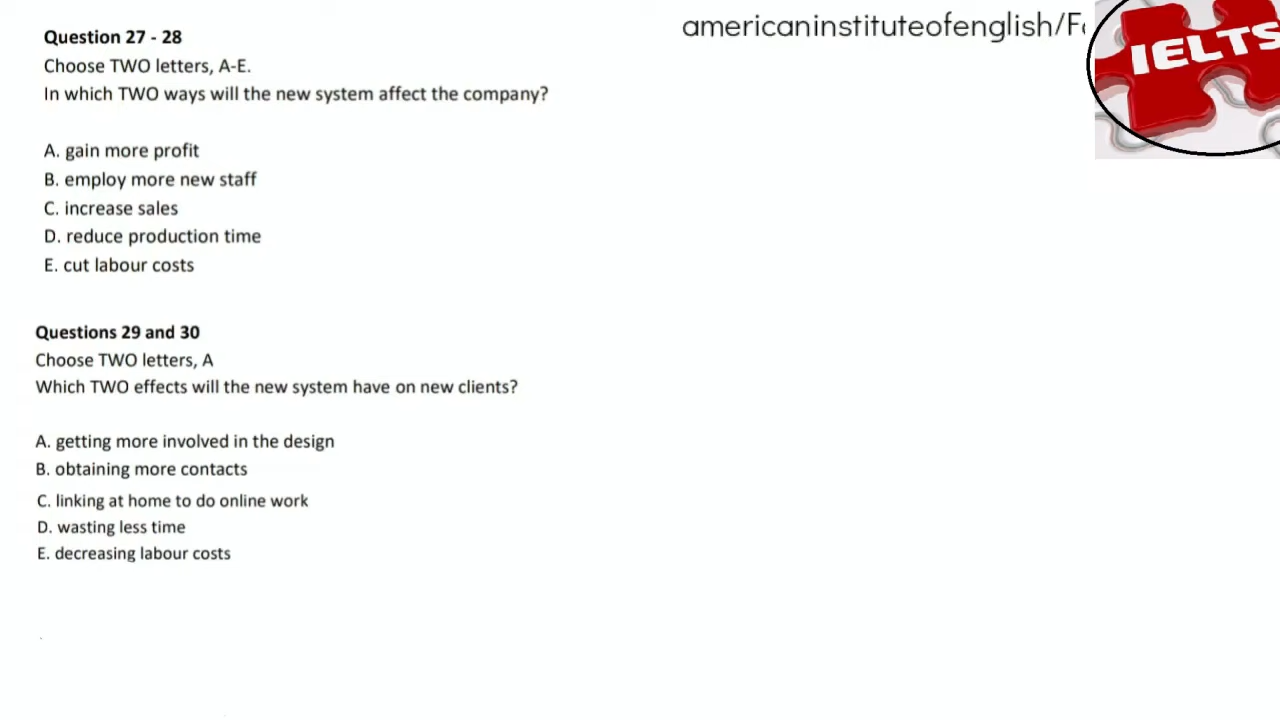 americaninstituteofenglish/F
IELTS
Question 27 - 28
Choose TWO letters, A-E.
In which TWO ways will the new system affect the company?
A. gain more profit
B. employ more new staff
C. increase sales
D. reduce production time
E. cut labour costs
Questions 29 and 30
Choose TWO letters, A
Which TWO effects will the new system have on new clients?
A. getting more involved in the design
B. obtaining more contacts
C. linking at home to do online work
D. wasting less time
E. decreasing labour costs